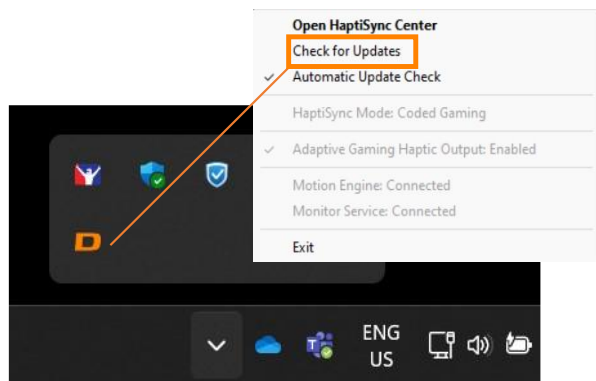 Open HaptiSync Center
Check for Updates
Automatic Update Check
HaptiSync Mode: Coded Gaming
Adaptive Gaming Haptic Output: Enabled
Motion Engine: Connected
Monitor Service: Connected
Exit
D
ENG
US